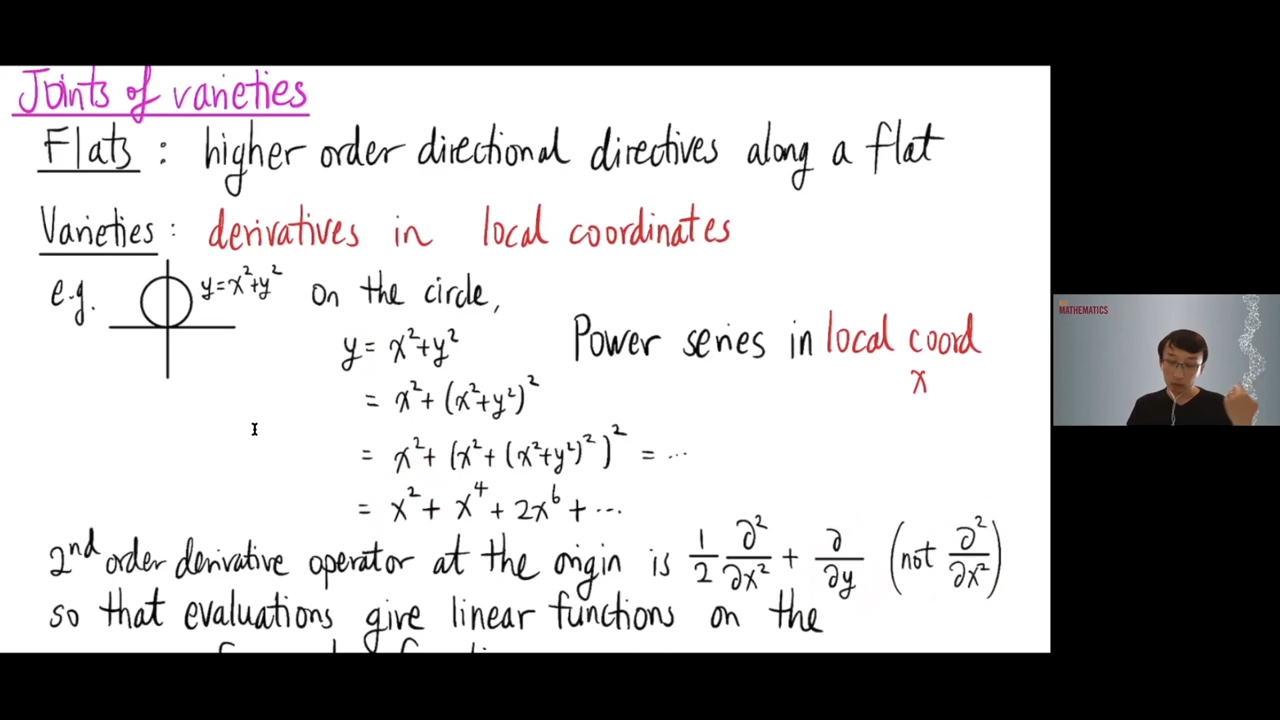 Joints of varieties
Flats : higher order directional directives along a flat
Varieties : derivatives in local coordinates
e.g. y=x²+y² on the circle,
y = x²+y²
Power series in local coord
x
= x²+(x²+y²)²
= x²+(x²+(x²+y²)²)² = ...
= x²+x⁴+2x⁶+...
2nd order derivative operator at the origin is 1/2 ∂²/∂x² + ∂/∂y (not ∂²/∂x²)
so that evaluations give linear functions on the
MATHEMATICS